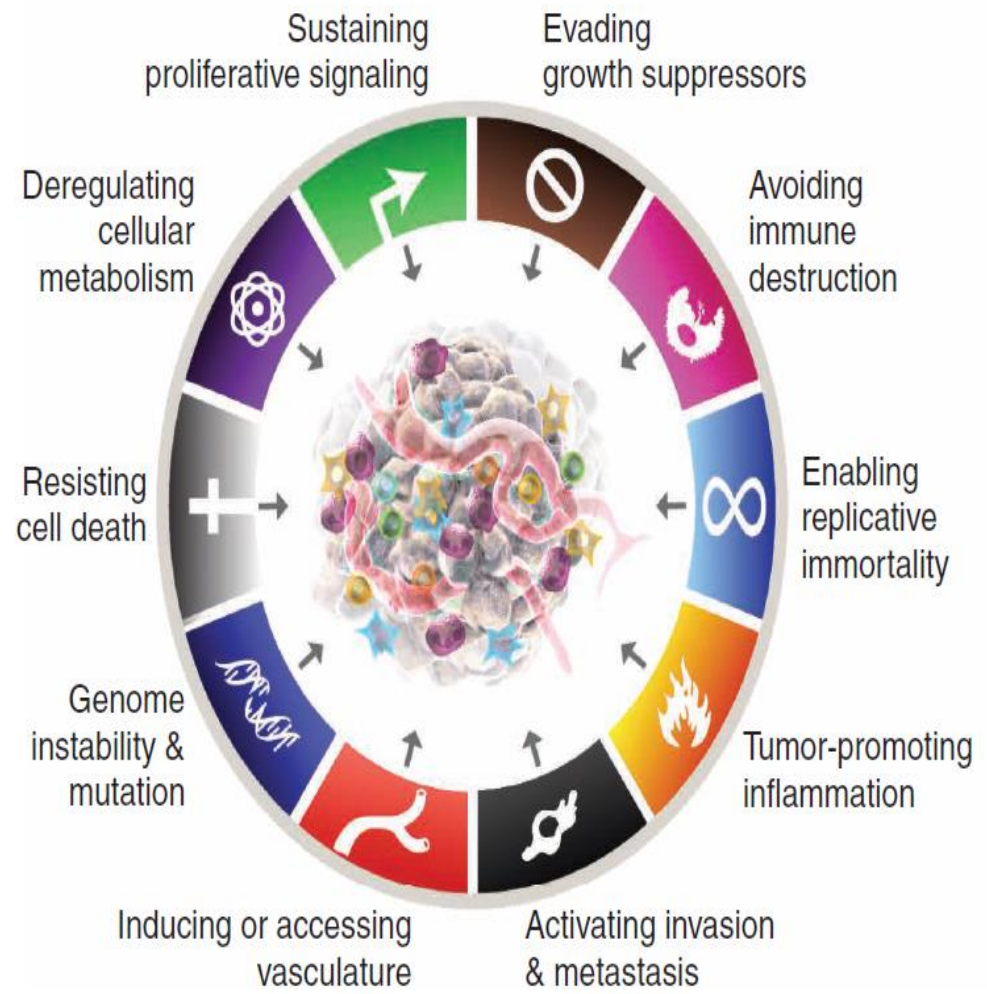 Sustaining
proliferative signaling
Evading
growth suppressors
Avoiding
immune
destruction
Enabling
replicative
immortality
Tumor-promoting
inflammation
Activating invasion
& metastasis
Inducing or accessing
vasculature
Genome
instability &
mutation
Resisting
cell death
Deregulating
cellular
metabolism